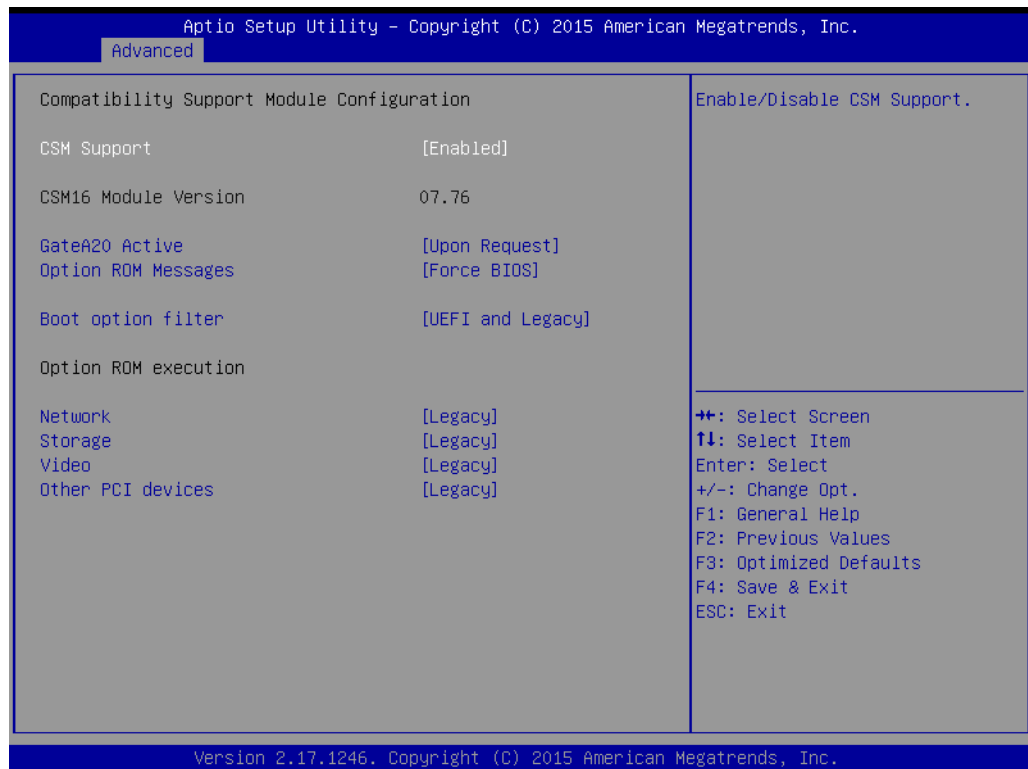 Aptio Setup Utility – Copyright (C) 2015 American Megatrends, Inc.
Advanced
Compatibility Support Module Configuration
CSM Support [Enabled]
CSM16 Module Version 07.76
GateA20 Active [Upon Request]
Option ROM Messages [Force BIOS]
Boot option filter [UEFI and Legacy]
Option ROM execution
Network [Legacy]
Storage [Legacy]
Video [Legacy]
Other PCI devices [Legacy]
Enable/Disable CSM Support.
→←: Select Screen
↑↓: Select Item
Enter: Select
+/-: Change Opt.
F1: General Help
F2: Previous Values
F3: Optimized Defaults
F4: Save & Exit
ESC: Exit
Version 2.17.1246. Copyright (C) 2015 American Megatrends, Inc.